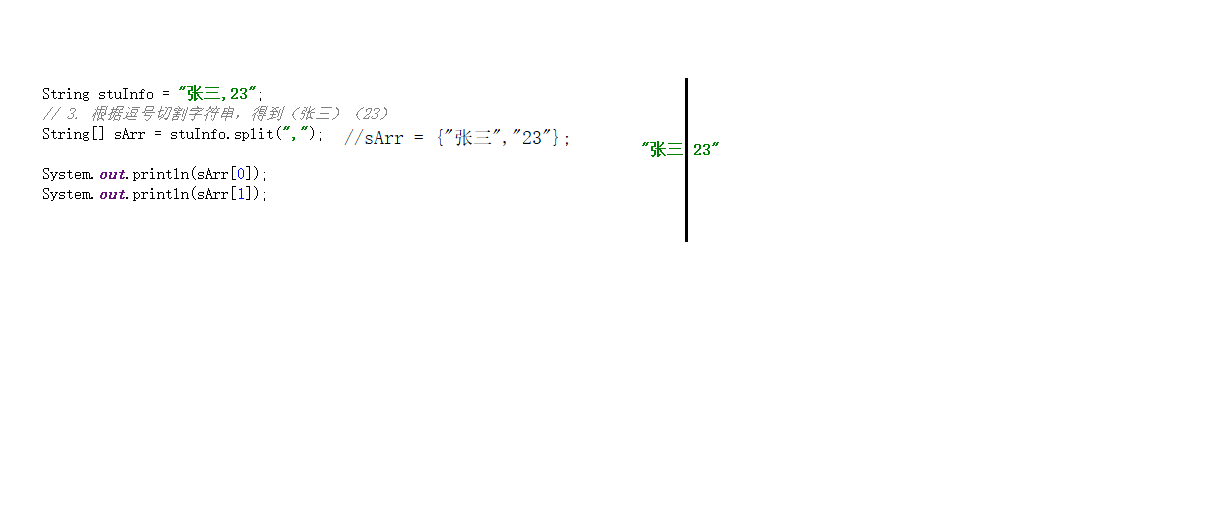 String stuInfo = "张三,23";
// 3. 根据逗号切割字符串，得到（张三）（23）
String[] sArr = stuInfo.split(","); //sArr = {"张三","23"};
"张三 23"
System.out.println(sArr[0]);
System.out.println(sArr[1]);